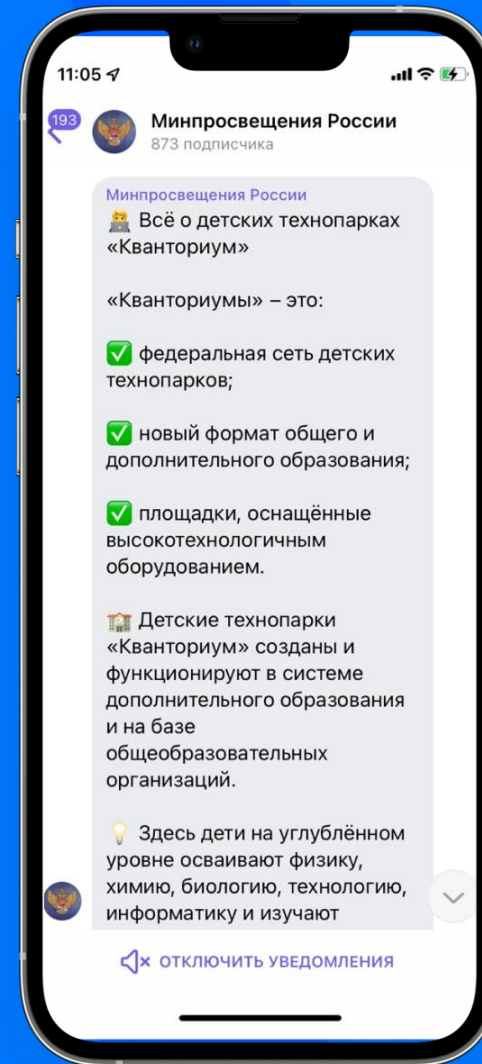 11:05
193
Минпросвещения России
873 подписчика
Минпросвещения России
👨‍💻 Всё о детских технопарках
«Кванториум»
«Кванториумы» – это:
✅ федеральная сеть детских
технопарков;
✅ новый формат общего и
дополнительного образования;
✅ площадки, оснащённые
высокотехнологичным
оборудованием.
🏫 Детские технопарки
«Кванториум» созданы и
функционируют в системе
дополнительного образования
и на базе
общеобразовательных
организаций.
💡 Здесь дети на углублённом
уровне осваивают физику,
химию, биологию, технологию,
информатику и изучают
ОТКЛЮЧИТЬ УВЕДОМЛЕНИЯ